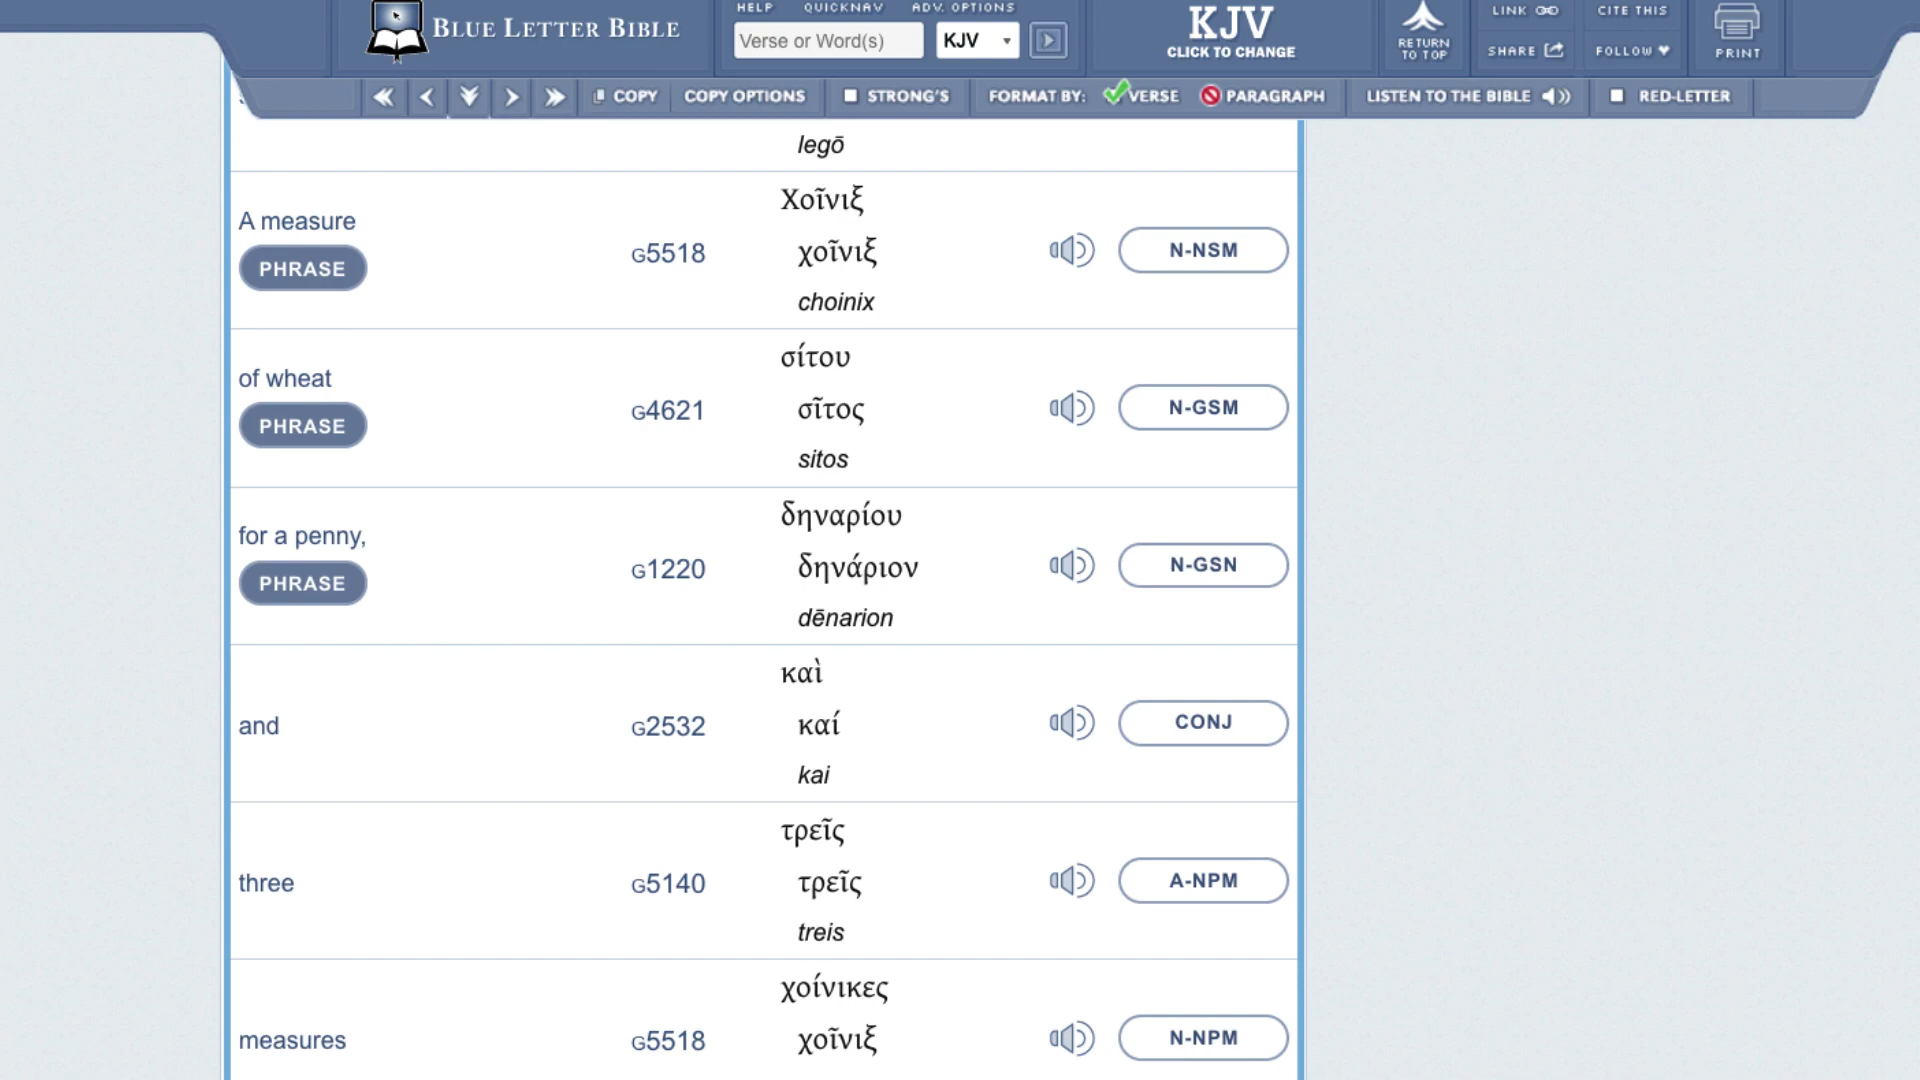 HELP QUICKNAV ADV. OPTIONS
BLUE LETTER BIBLE
Verse or Word(s)
KJV
KJV
CLICK TO CHANGE
RETURN
TO TOP
LINK
SHARE
CITE THIS
FOLLOW
PRINT
COPY COPY OPTIONS STRONG'S FORMAT BY: VERSE PARAGRAPH LISTEN TO THE BIBLE RED-LETTER
legō
A measure
PHRASE
G5518
Χοῖνιξ
χοῖνιξ
choinix
N-NSM
of wheat
PHRASE
G4621
σίτου
σῖτος
sitos
N-GSM
for a penny,
PHRASE
G1220
δηναρίου
δηνάριον
dēnarion
N-GSN
and
G2532
καὶ
καί
kai
CONJ
three
G5140
τρεῖς
τρεῖς
treis
A-NPM
measures
G5518
χοίνικες
χοῖνιξ
N-NPM